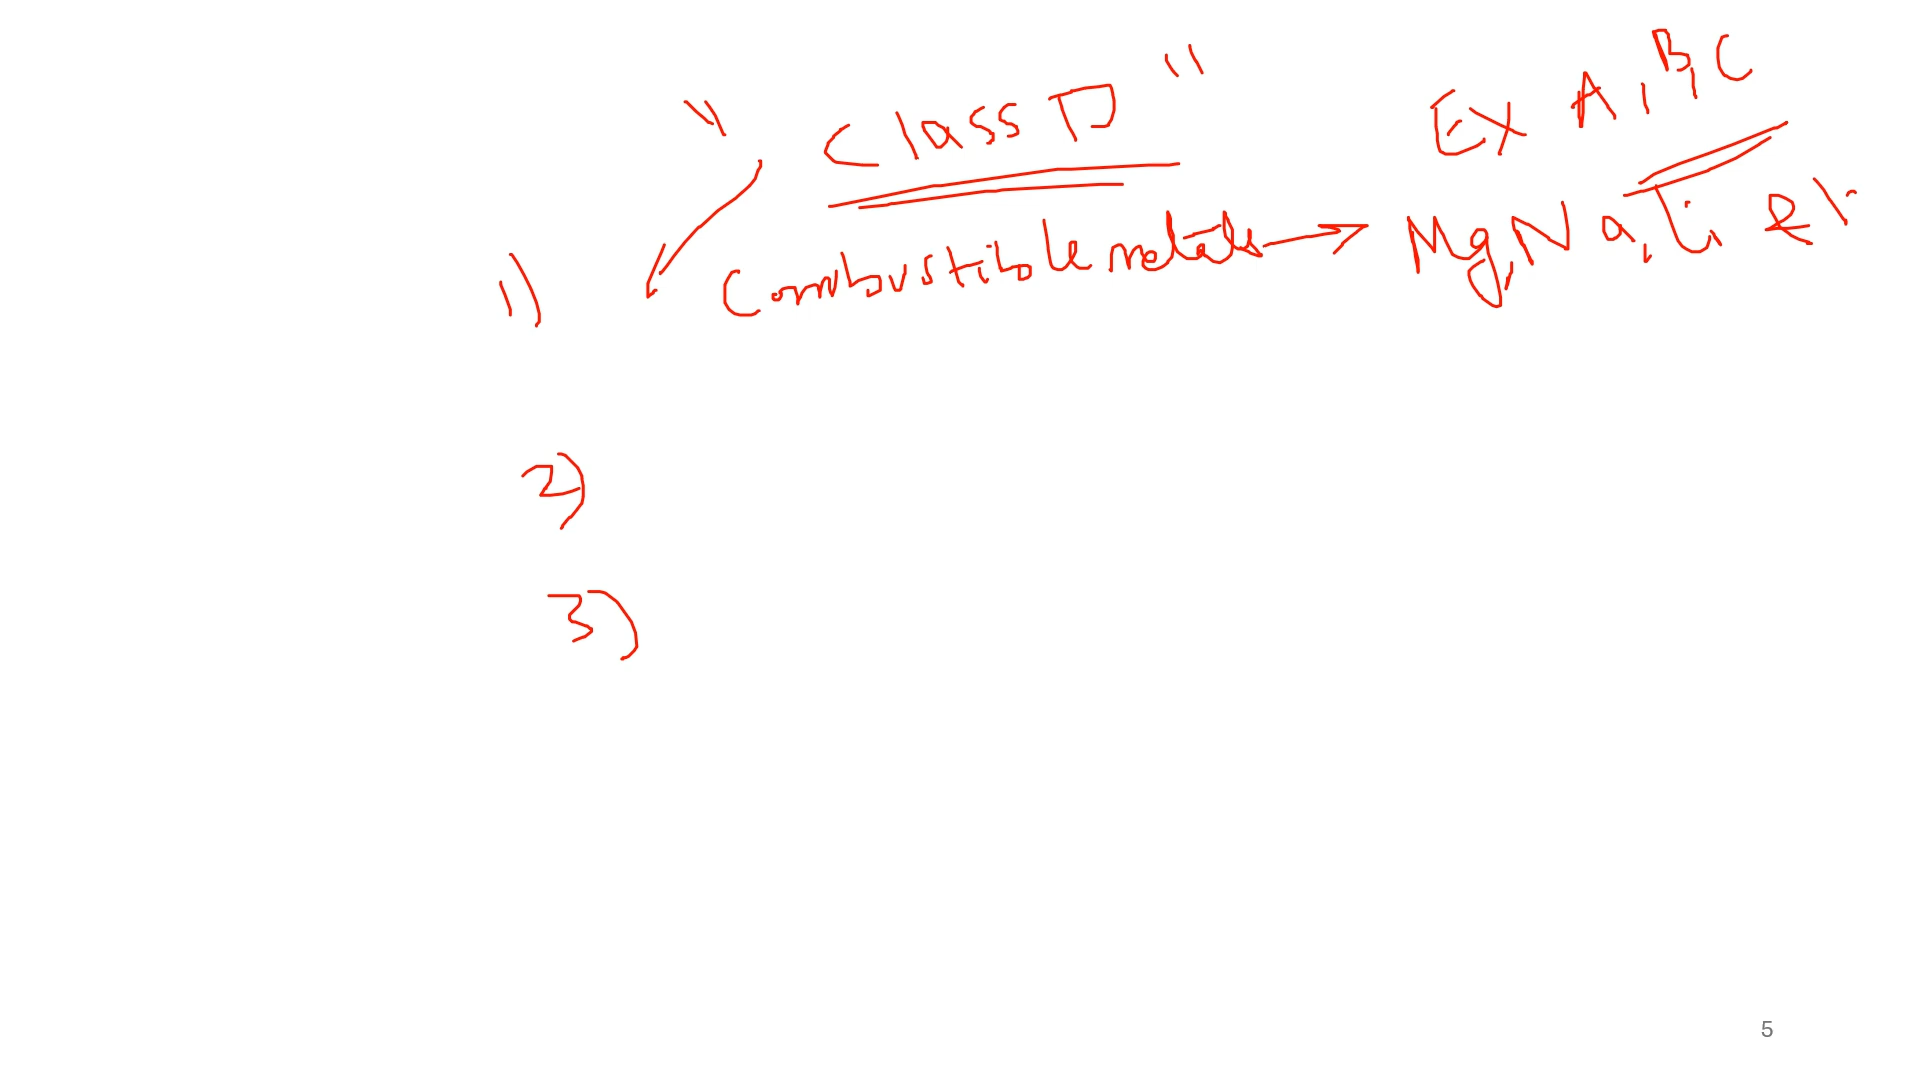 " Class D "
Ex A, B, C
1) Combustible metals → Mg, Na, Li,
2)
3)
5